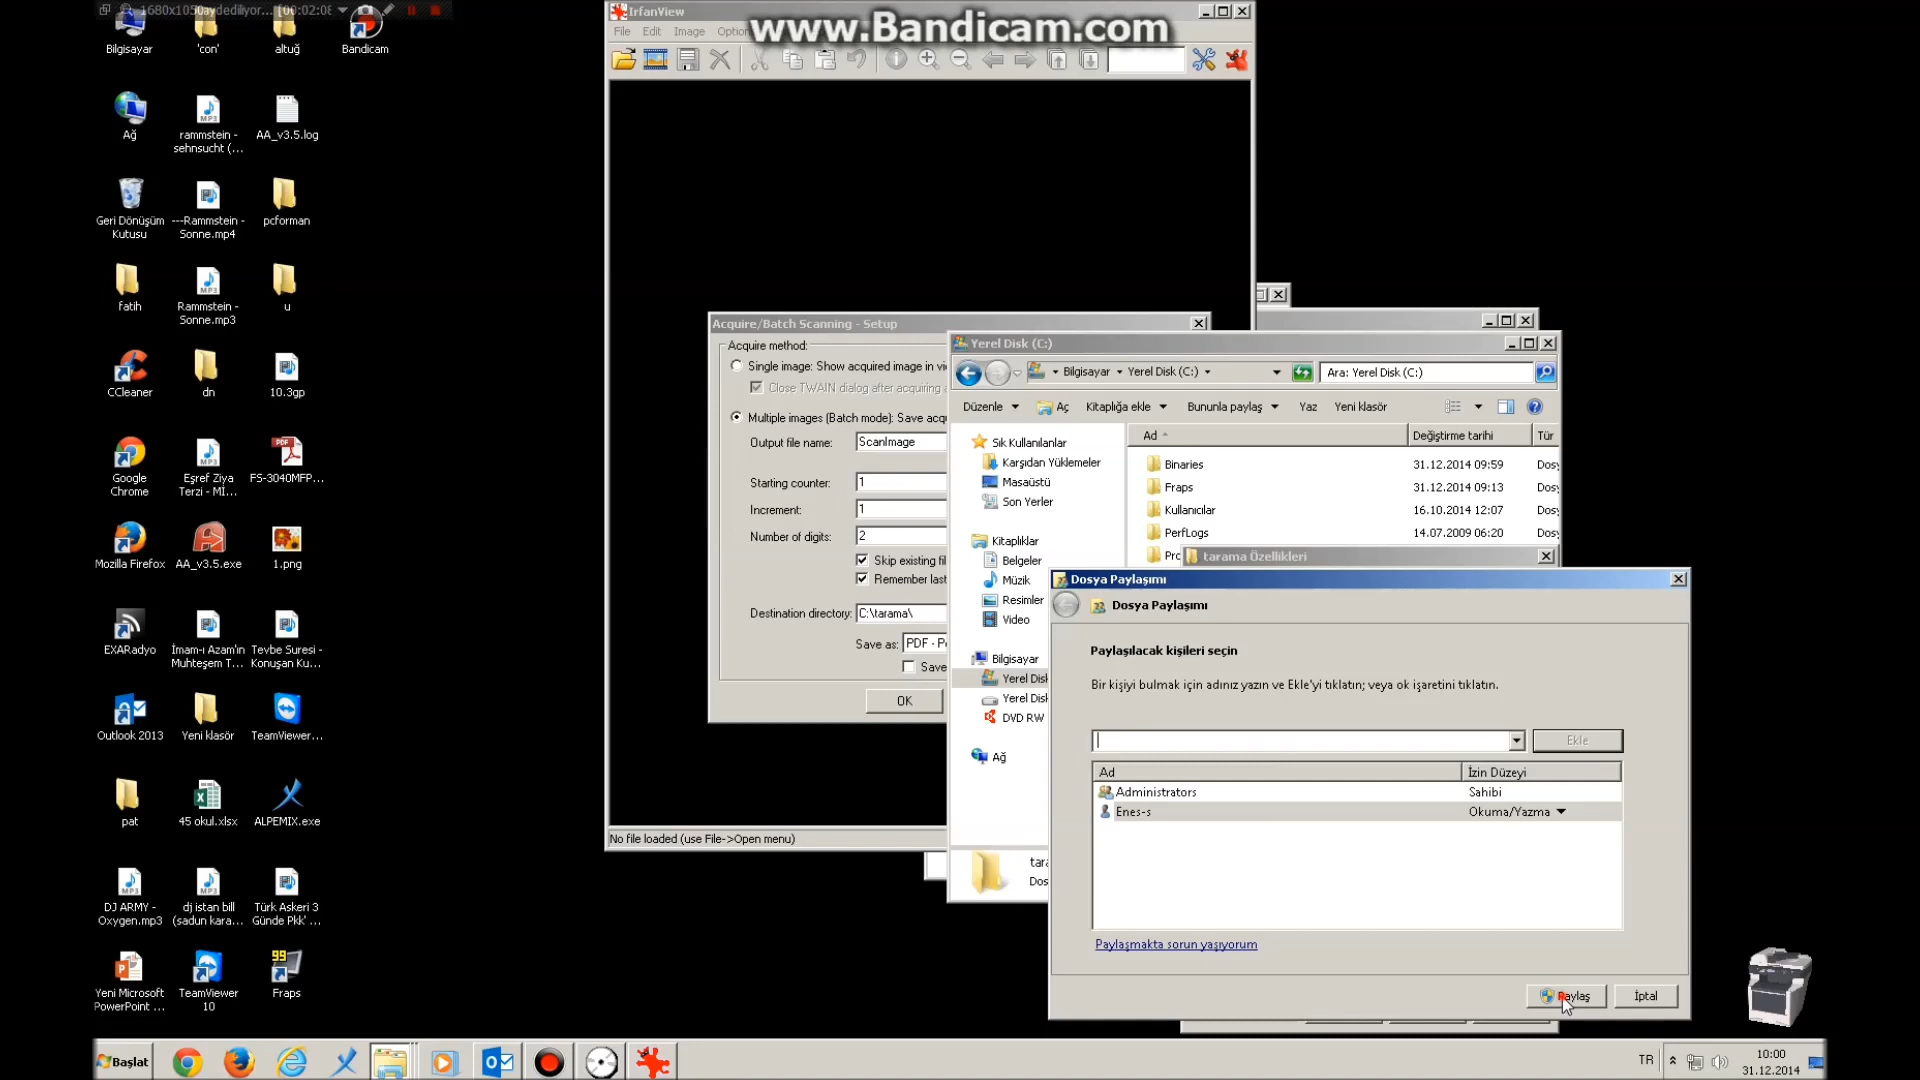 1680x1050aydediliyor... [00:02:08
www.Bandicam.com
Bilgisayar
'con'
altuğ
Bandicam
Ağ
rammstein -
sehnsucht (...
AA_v3.5.log
Geri Dönüşüm
Kutusu
---Rammstein -
Sonne.mp4
pcforman
fatih
Rammstein -
Sonne.mp3
u
CCleaner
dn
10.3gp
Google
Chrome
Eşref Ziya
Terzi - Mİ...
FS-3040MFP...
Mozilla Firefox
AA_v3.5.exe
1.png
EXARadyo
İmam-ı Azam'ın
Muhteşem T...
Tevbe Suresi -
Konuşan Ku...
Outlook 2013
Yeni klasör
TeamViewer...
pat
45 okul.xlsx
ALPEMIX.exe
DJ ARMY -
Oxygen.mp3
dj istan bill
(sadun kara...
Türk Askeri 3
Günde Pkk' ...
Yeni Microsoft
PowerPoint ...
TeamViewer
10
99
Fraps
IrfanView
File Edit Image Option
No file loaded (use File->Open menu)
Acquire/Batch Scanning - Setup
Acquire method:
Single image: Show acquired image in vi
Close TWAIN dialog after acquiring
Multiple images (Batch mode): Save acq
Output file name: ScanImage
Starting counter: 1
Increment: 1
Number of digits: 2
Skip existing fil
Remember last
Destination directory: C:\tarama\
Save as: PDF - P
Save
OK
Yerel Disk (C:)
Bilgisayar Yerel Disk (C:)
Ara: Yerel Disk (C:)
Düzenle Aç Kitaplığa ekle Bununla paylaş Yaz Yeni klasör
Sık Kullanılanlar
Karşıdan Yüklemeler
Masaüstü
Son Yerler
Kitaplıklar
Belgeler
Müzik
Resimler
Video
Bilgisayar
Yerel Disk
Yerel Disk
DVD RW
Ağ
Ad Değiştirme tarihi Tür
Binaries 31.12.2014 09:59 Dosy
Fraps 31.12.2014 09:13 Dosy
Kullanıcılar 16.10.2014 12:07 Dosy
PerfLogs 14.07.2009 06:20 Dosy
Pro
tara
Dos
tarama Özellikleri
Dosya Paylaşımı
Dosya Paylaşımı
Paylaşılacak kişileri seçin
Bir kişiyi bulmak için adınız yazın ve Ekle'yi tıklatın; veya ok işaretini tıklatın.
Ekle
Ad İzin Düzeyi
Administrators Sahibi
Enes-s Okuma/Yazma
Paylaşmakta sorun yaşıyorum
Paylaş İptal
Başlat
TR
10:00
31.12.2014